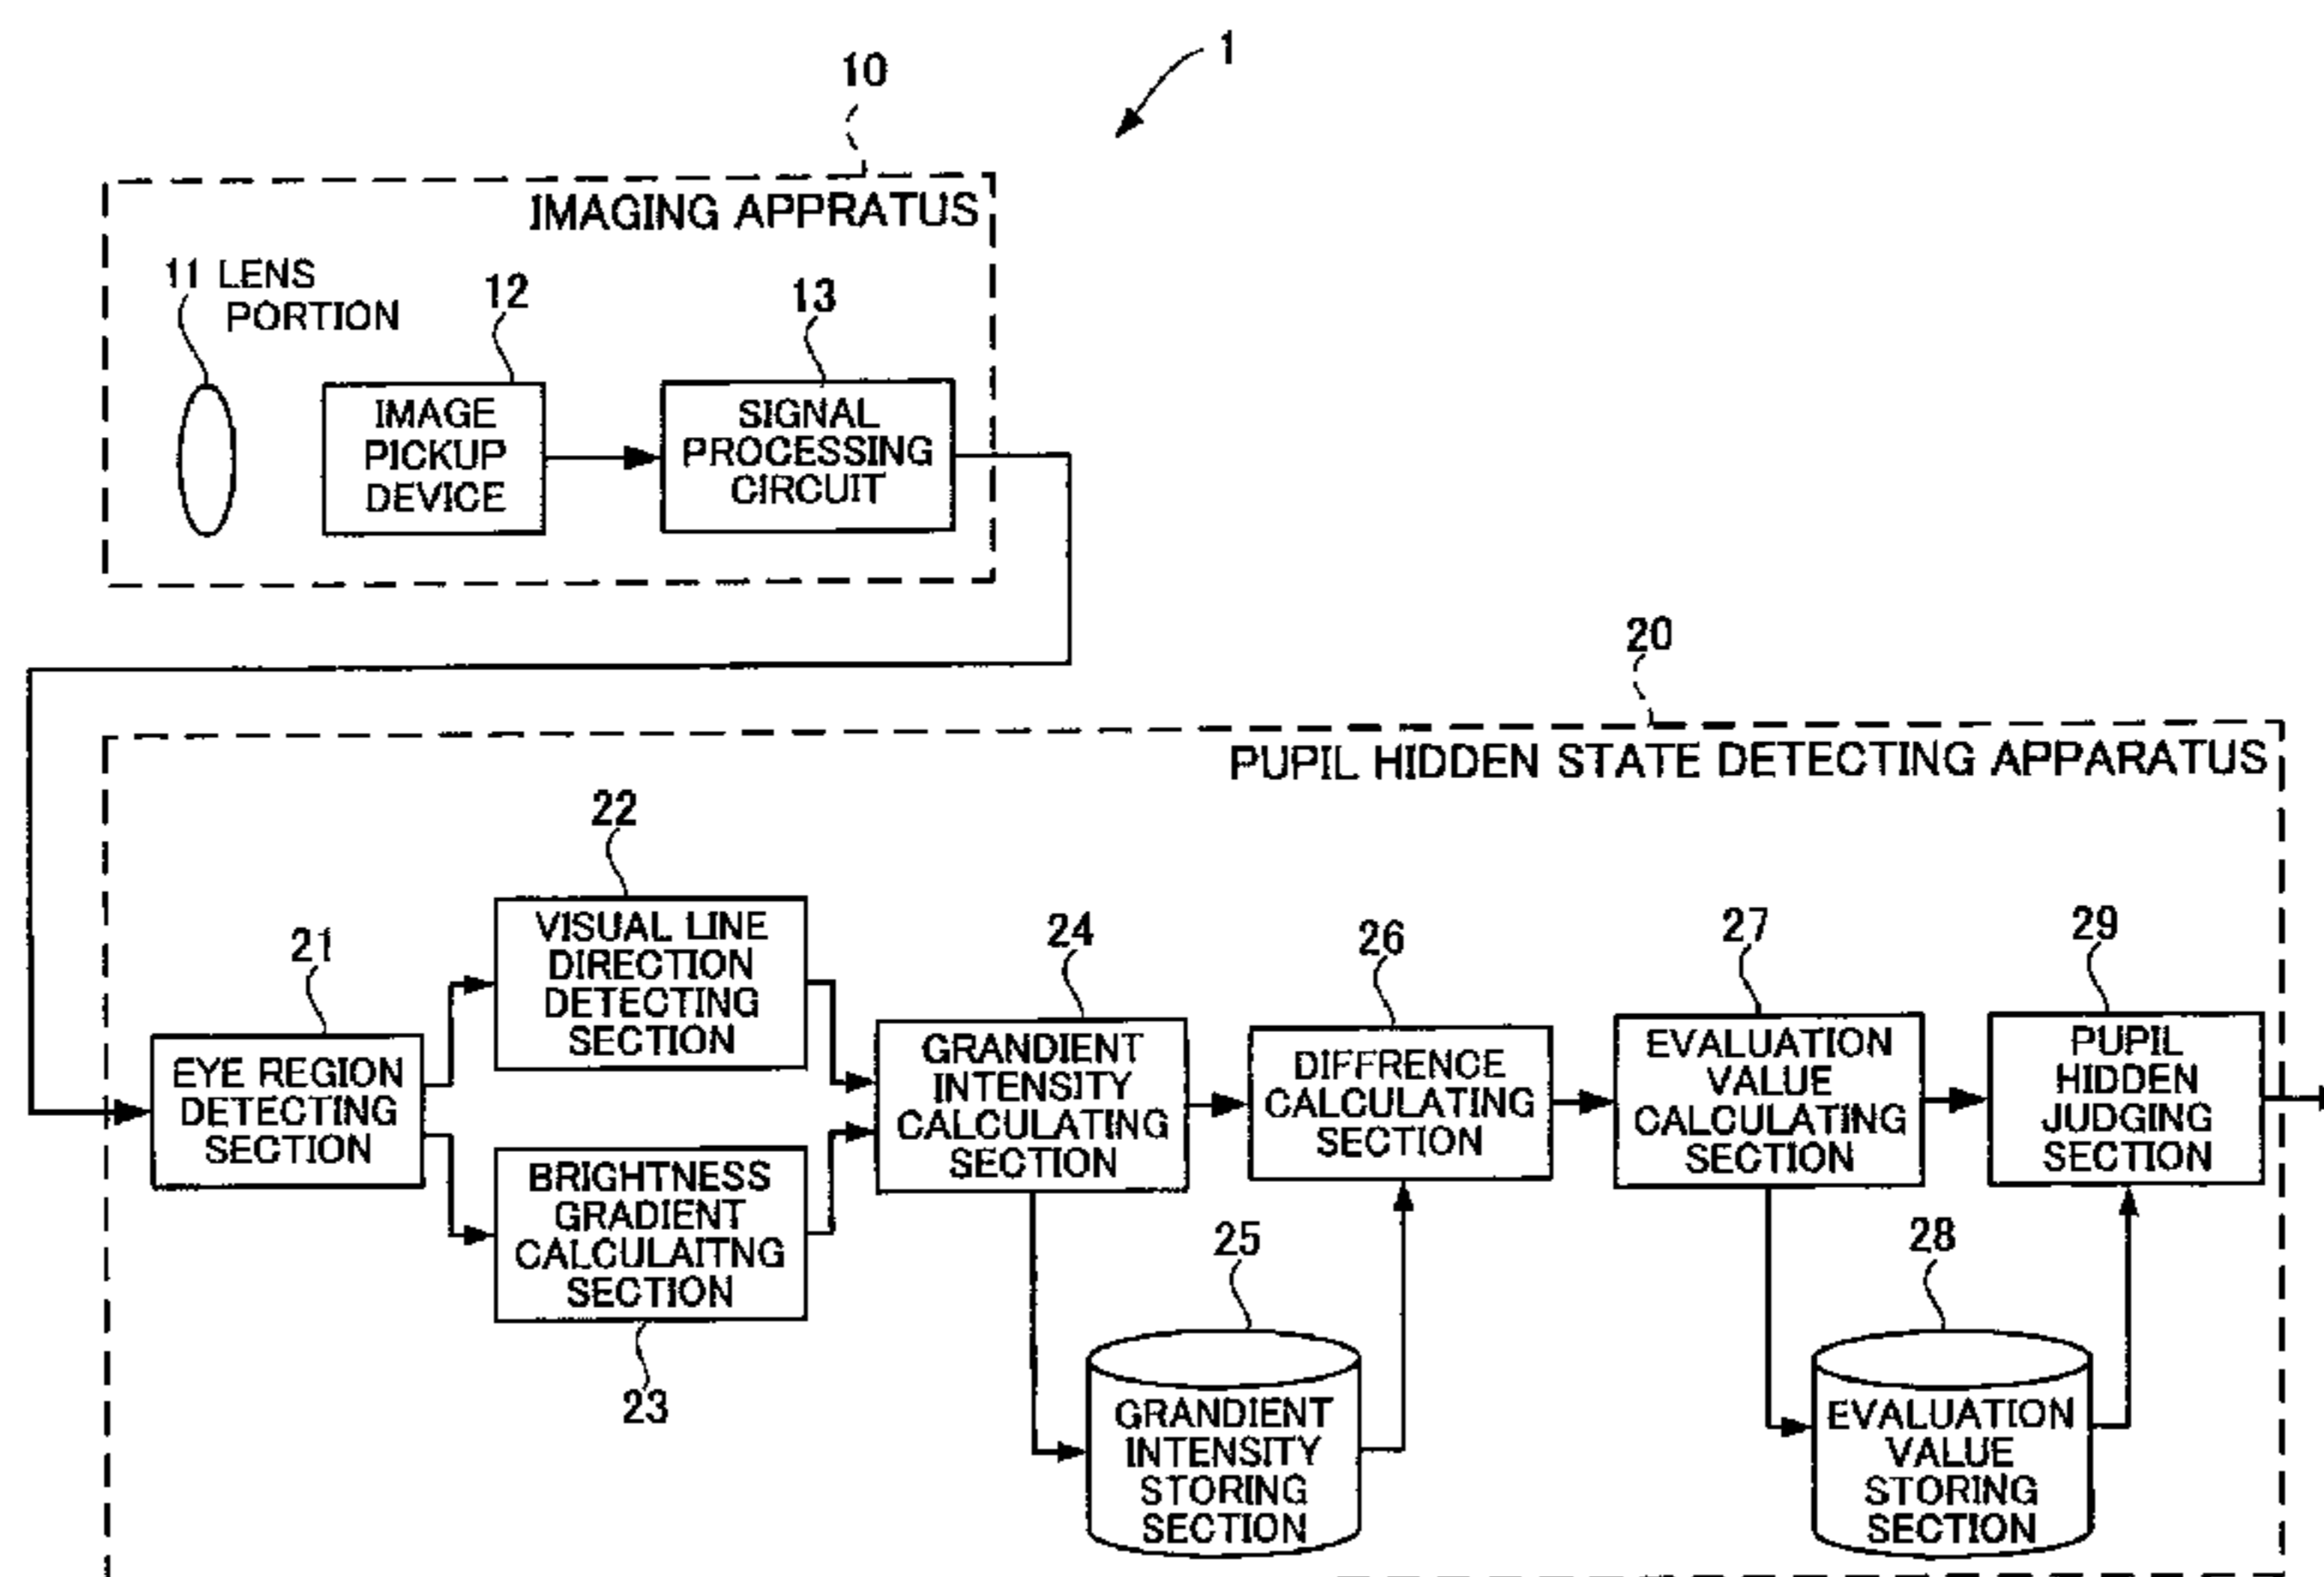 1
10
IMAGING APPRATUS
11 LENS
PORTION
12
13
IMAGE
PICKUP
DEVICE
SIGNAL
PROCESSING
CIRCUIT
20
PUPIL HIDDEN STATE DETECTING APPARATUS
21
EYE REGION
DETECTING
SECTION
22
VISUAL LINE
DIRECTION
DETECTING
SECTION
BRIGHTNESS
GRADIENT
CALCULAITNG
SECTION
23
24
GRANDIENT
INTENSITY
CALCULATING
SECTION
25
GRANDIENT
INTENSITY
STORING
SECTION
26
DIFFRENCE
CALCULATING
SECTION
27
EVALUATION
VALUE
CALCULATING
SECTION
28
EVALUATION
VALUE
STORING
SECTION
29
PUPIL
HIDDEN
JUDGING
SECTION